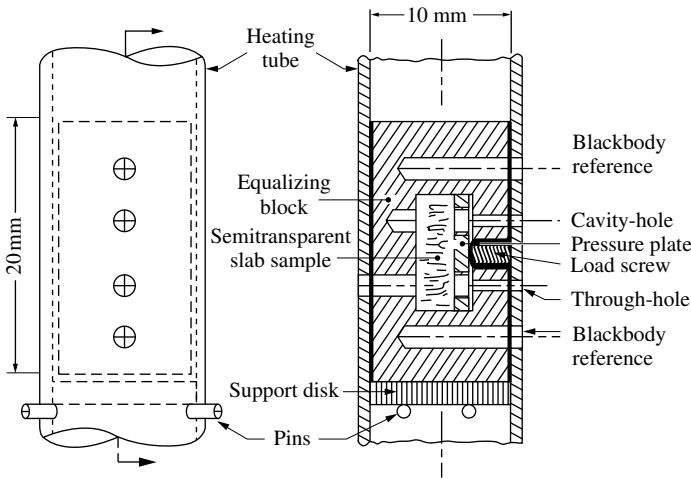 10 mm
Heating
tube
20 mm
Equalizing
block
Semitransparent
slab sample
Support disk
Pins
Blackbody
reference
Cavity-hole
Pressure plate
Load screw
Through-hole
Blackbody
reference